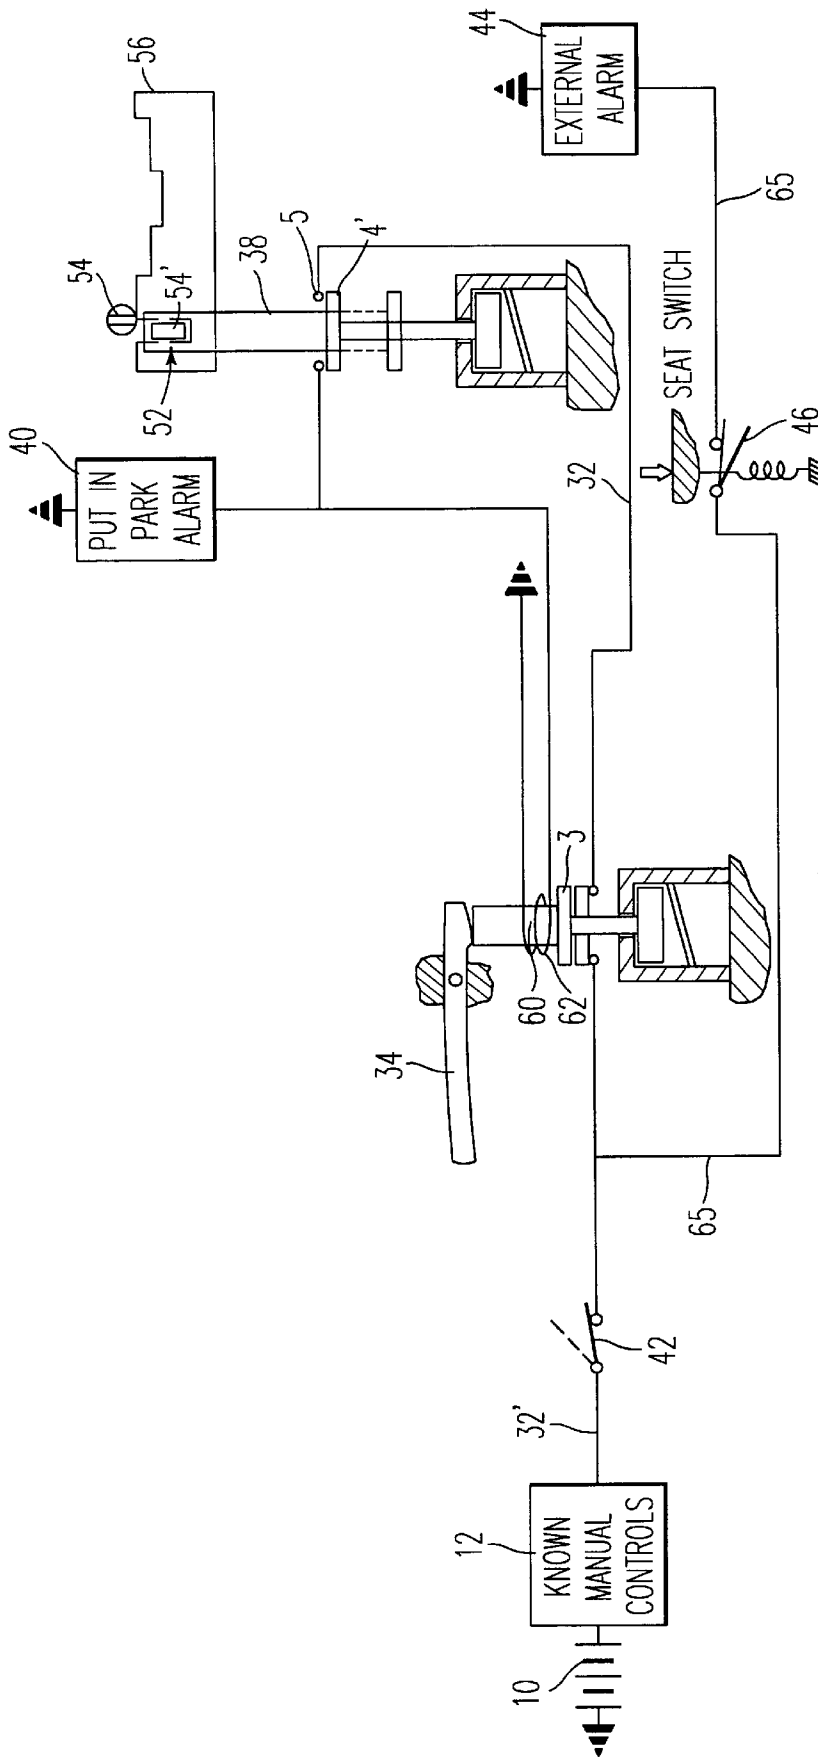 10
12
KNOWN
MANUAL
CONTROLS
32'
42
65
34
60
62
3
40
PUT IN
PARK
ALARM
52
54
54'
56
38
5
4'
32
SEAT SWITCH
46
65
44
EXTERNAL
ALARM